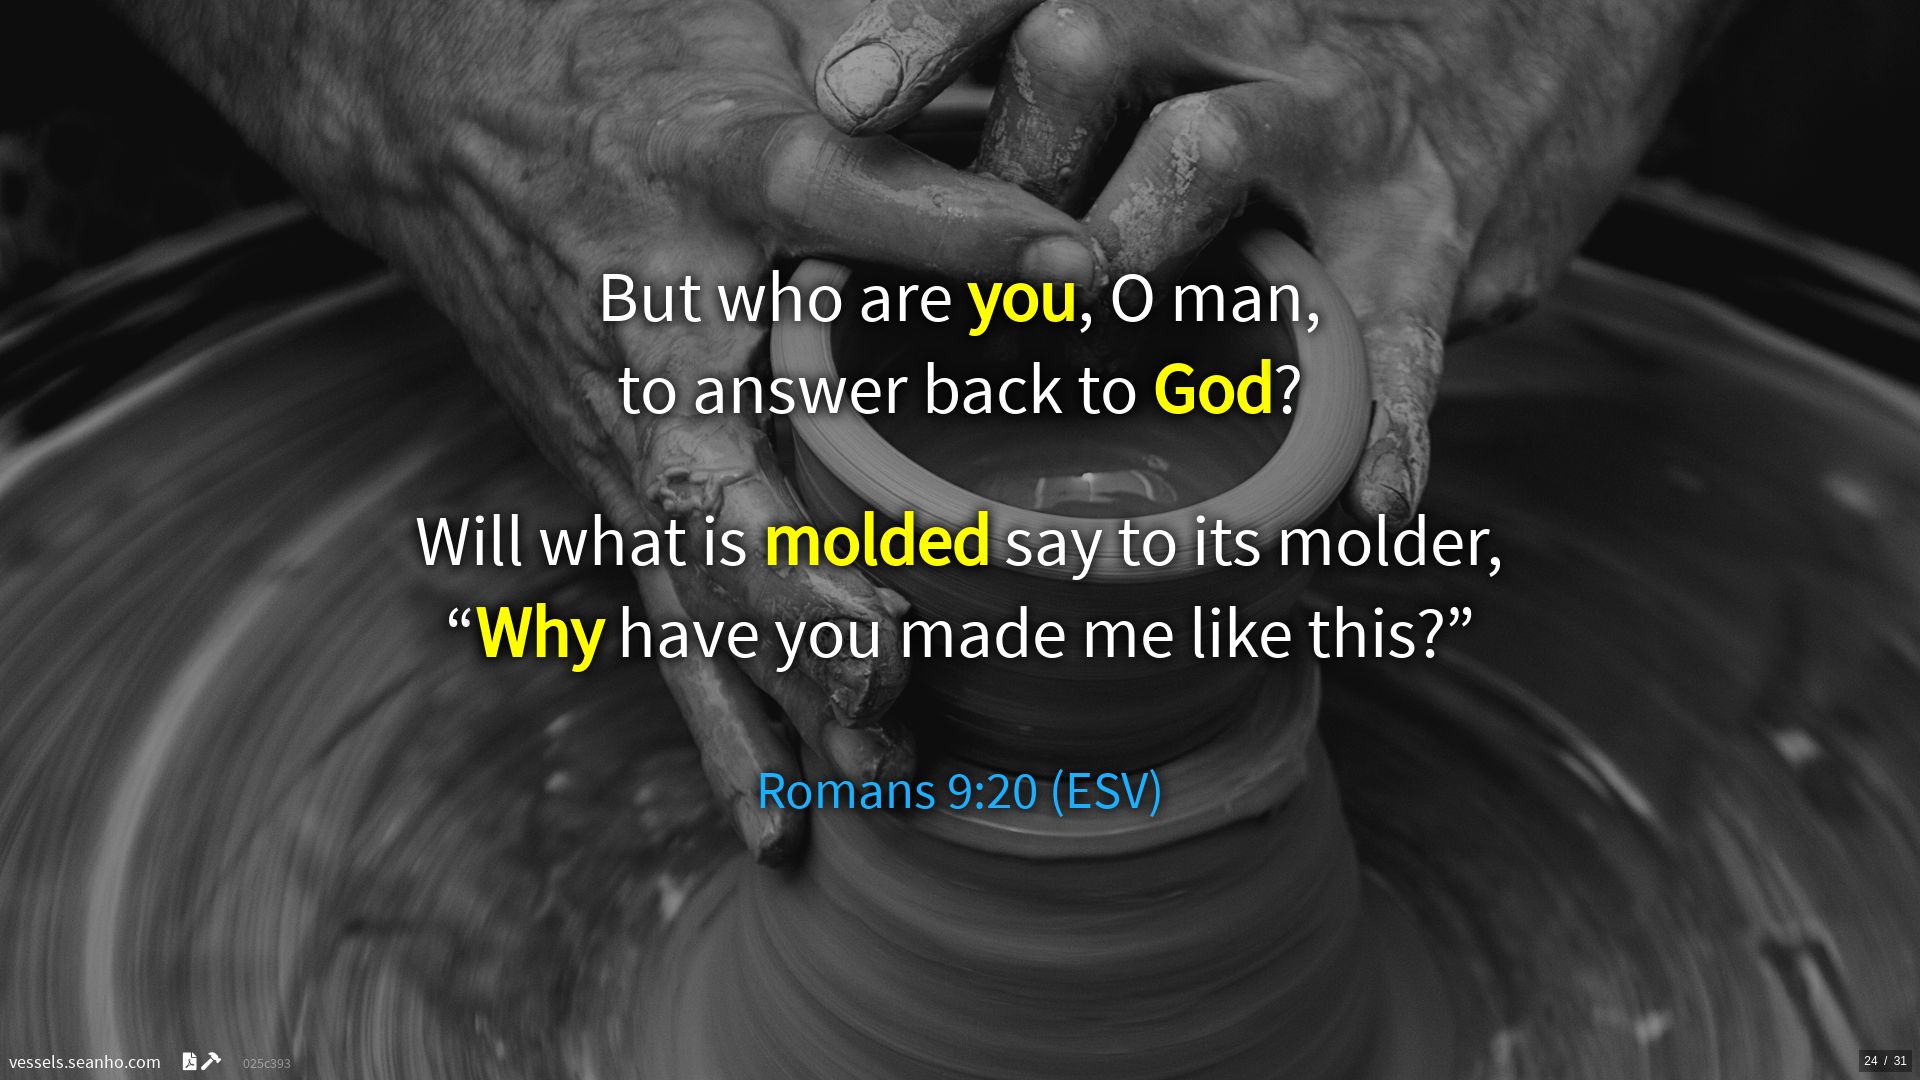 But who are you, O man,
to answer back to God?
Will what is molded say to its molder,
“Why have you made me like this?”
Romans 9:20 (ESV)
vessels.seanho.com
025c393
24 / 31